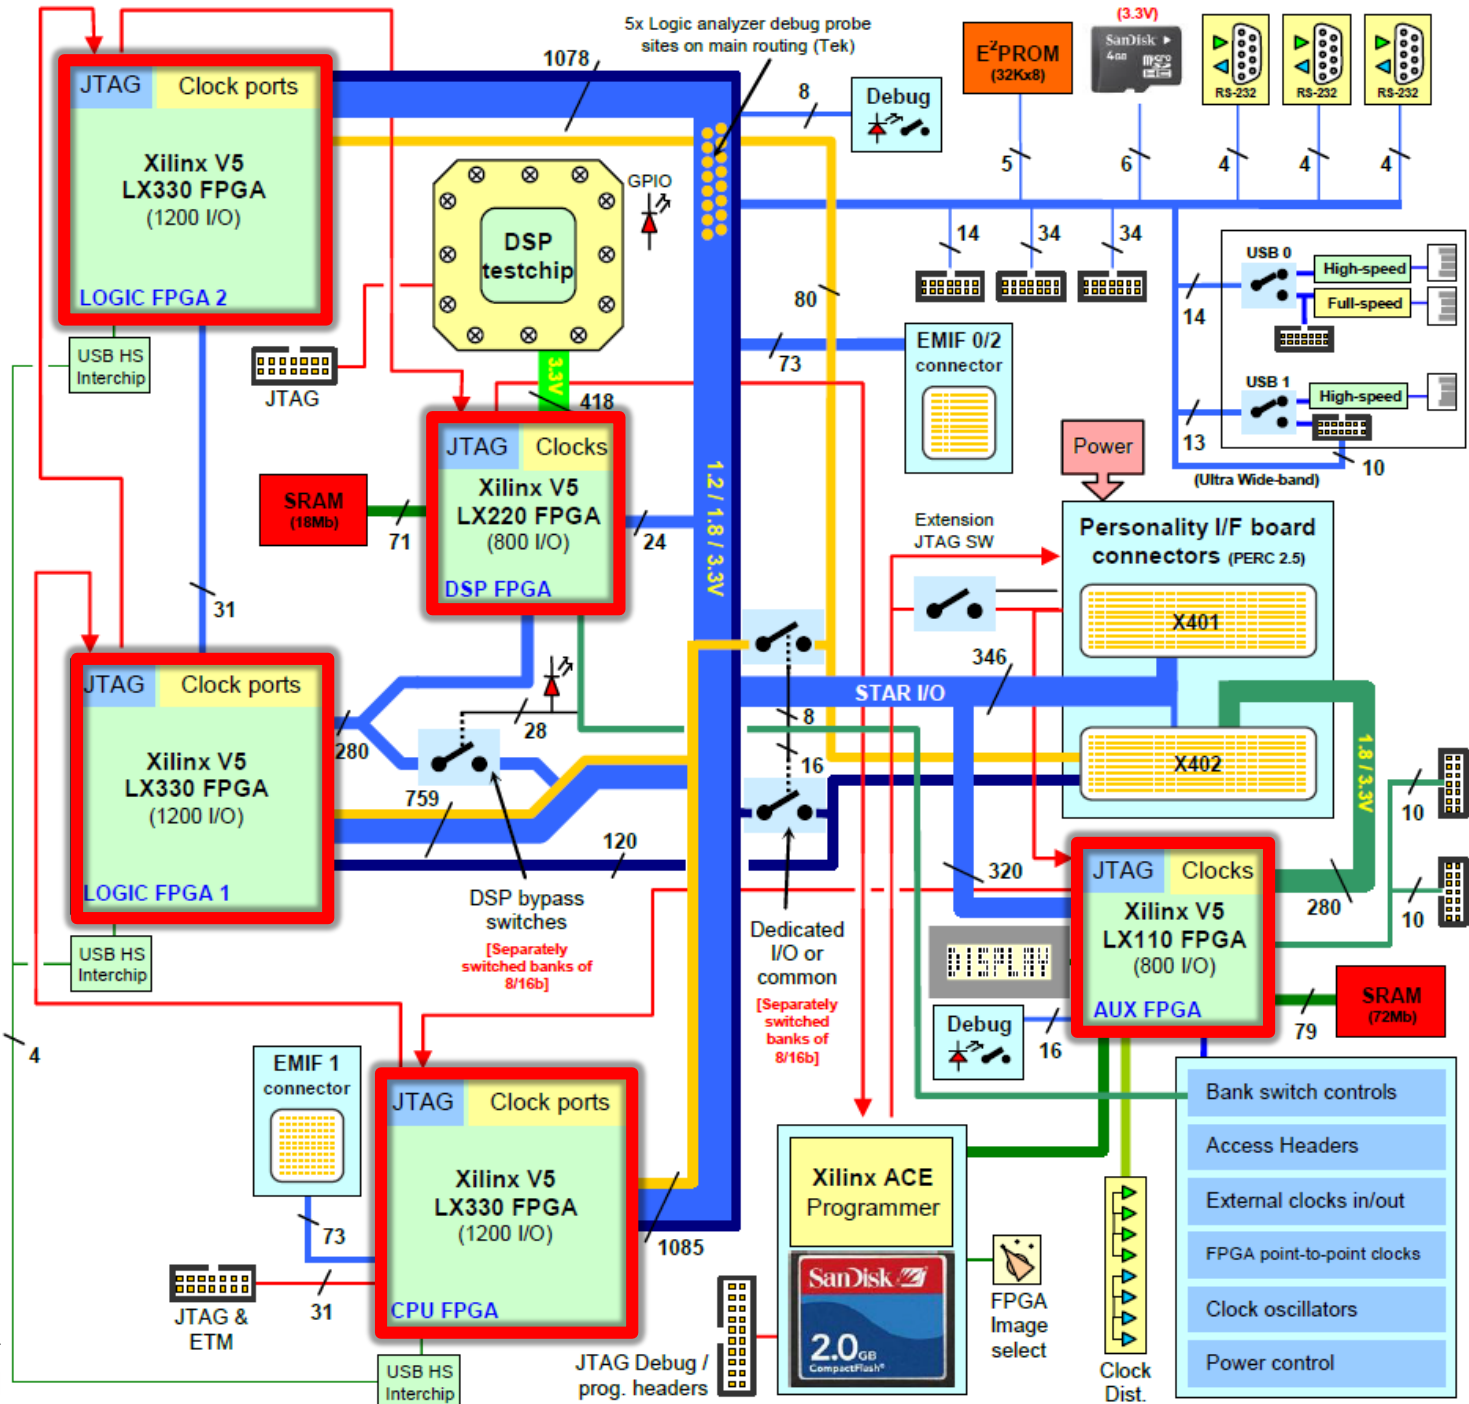 5x Logic analyzer debug probe
sites on main routing (Tek)
1078
JTAG
Clock ports
Xilinx V5
LX330 FPGA
(1200 I/O)
LOGIC FPGA 2
USB HS
Interchip
JTAG
DSP
testchip
GPIO
3.3V
418
8
Debug
E²PROM
(32Kx8)
(3.3V)
SanDisk
4GB
micro
RS-232
RS-232
RS-232
5
6
4
4
4
14
34
34
80
73
EMIF 0/2
connector
USB 0
High-speed
Full-speed
14
USB 1
High-speed
13
10
(Ultra Wide-band)
Power
JTAG
Clocks
Xilinx V5
LX220 FPGA
(800 I/O)
DSP FPGA
SRAM
(18Mb)
71
24
1.2 / 1.8 / 3.3V
Extension
JTAG SW
Personality I/F board
connectors (PERC 2.5)
X401
X402
346
STAR I/O
8
16
1.8 / 3.3V
31
JTAG
Clock ports
Xilinx V5
LX330 FPGA
(1200 I/O)
LOGIC FPGA 1
USB HS
Interchip
280
28
759
120
DSP bypass
switches
[Separately
switched banks of
8/16b]
Dedicated
I/O or
common
[Separately
switched
banks of
8/16b]
320
JTAG
Clocks
Xilinx V5
LX110 FPGA
(800 I/O)
AUX FPGA
280
10
10
DISPLAY
Debug
16
SRAM
(72Mb)
79
4
EMIF 1
connector
73
JTAG &
ETM
31
JTAG
Clock ports
Xilinx V5
LX330 FPGA
(1200 I/O)
CPU FPGA
USB HS
Interchip
1085
Xilinx ACE
Programmer
SanDisk
2.0GB
CompactFlash®
JTAG Debug /
prog. headers
FPGA
Image
select
Clock
Dist.
Bank switch controls
Access Headers
External clocks in/out
FPGA point-to-point clocks
Clock oscillators
Power control